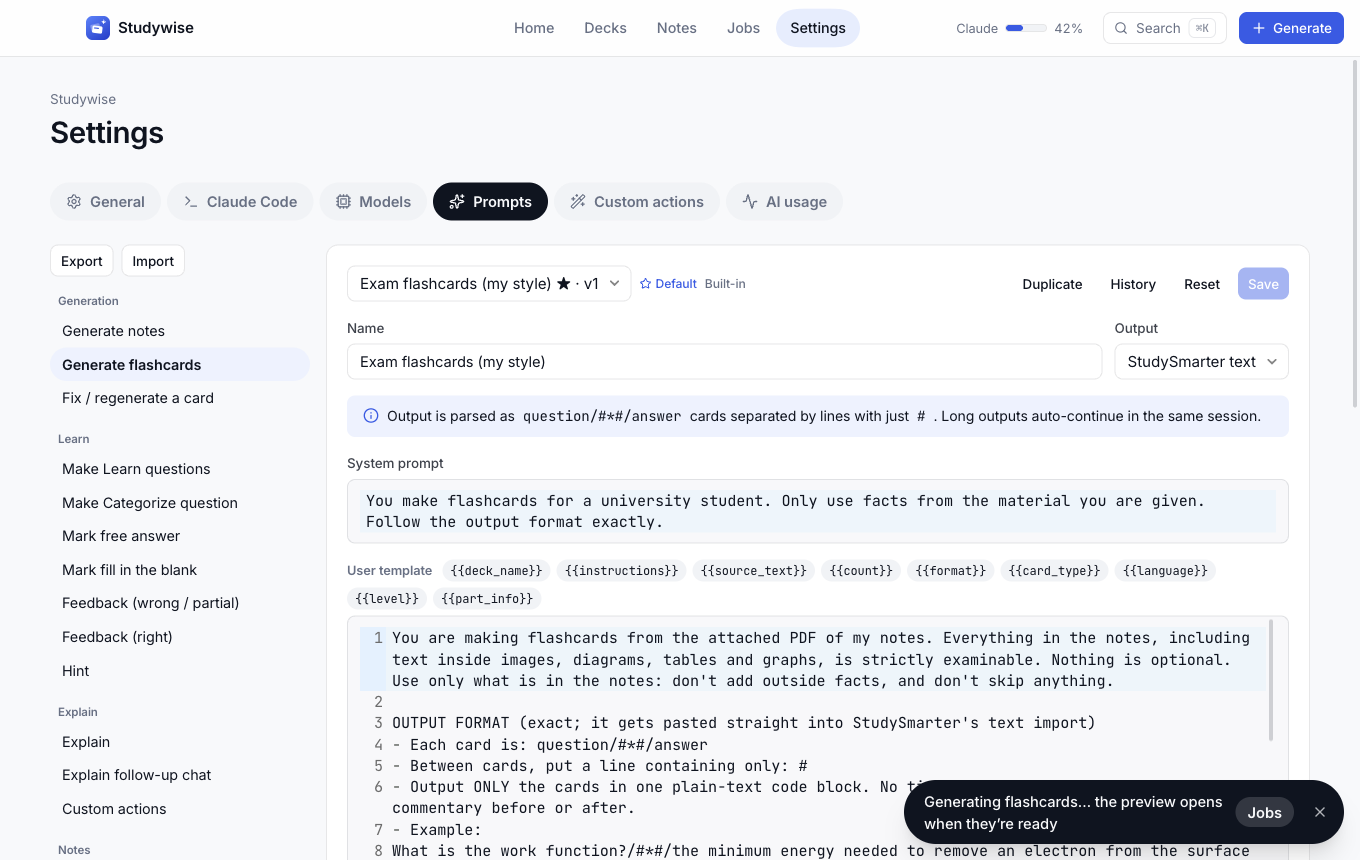 Studywise
Home
Decks
Notes
Jobs
Settings
Claude
42%
Search
⌘K
Generate
Studywise
Settings
General
Claude Code
Models
Prompts
Custom actions
AI usage
Export
Import
Generation
Generate notes
Generate flashcards
Fix / regenerate a card
Learn
Make Learn questions
Make Categorize question
Mark free answer
Mark fill in the blank
Feedback (wrong / partial)
Feedback (right)
Hint
Explain
Explain
Explain follow-up chat
Custom actions
Notes
Exam flashcards (my style) ★ · v1
Default
Built-in
Duplicate
History
Reset
Save
Name
Output
Exam flashcards (my style)
StudySmarter text
Output is parsed as question/#*#/answer cards separated by lines with just # . Long outputs auto-continue in the same session.
System prompt
You make flashcards for a university student. Only use facts from the material you are given.
Follow the output format exactly.
User template {{deck_name}} {{instructions}} {{source_text}} {{count}} {{format}} {{card_type}} {{language}}
{{level}} {{part_info}}
1 You are making flashcards from the attached PDF of my notes. Everything in the notes, including
text inside images, diagrams, tables and graphs, is strictly examinable. Nothing is optional.
Use only what is in the notes: don't add outside facts, and don't skip anything.
2
3 OUTPUT FORMAT (exact; it gets pasted straight into StudySmarter's text import)
4 - Each card is: question/#*#/answer
5 - Between cards, put a line containing only: #
6 - Output ONLY the cards in one plain-text code block. No
commentary before or after.
7 - Example:
8 What is the work function?/#*#/the minimum energy needed to remove an electron from the surface
Generating flashcards... the preview opens
when they're ready
Jobs